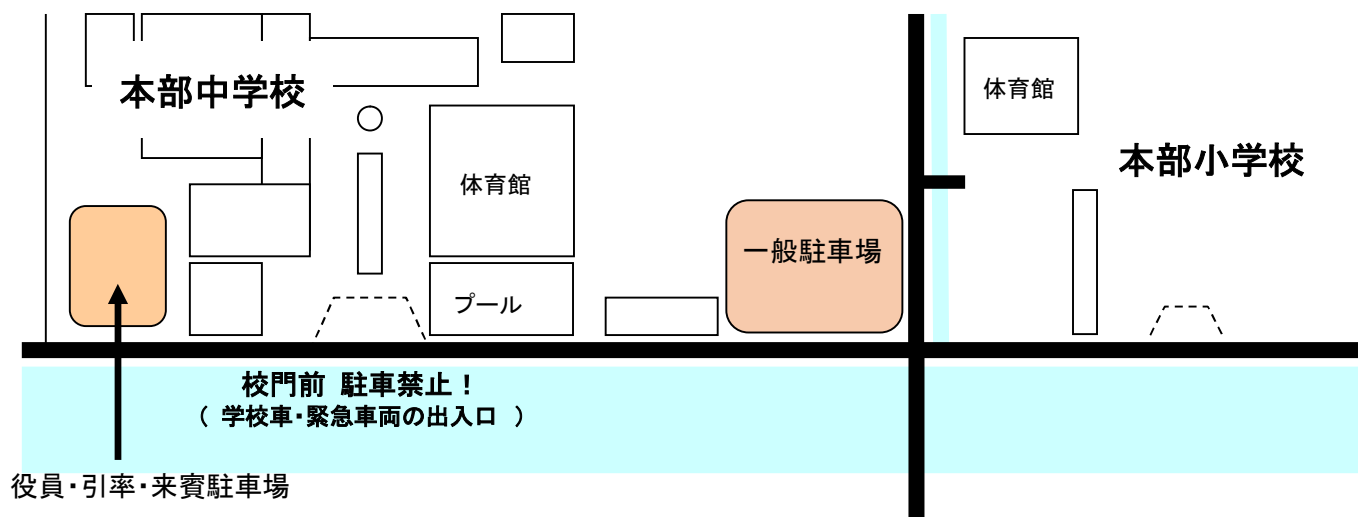 本部中学校
体育館
本部小学校
体育館
一般駐車場
プール
校門前 駐車禁止！
（ 学校車・緊急車両の出入口 ）
役員・引率・来賓駐車場